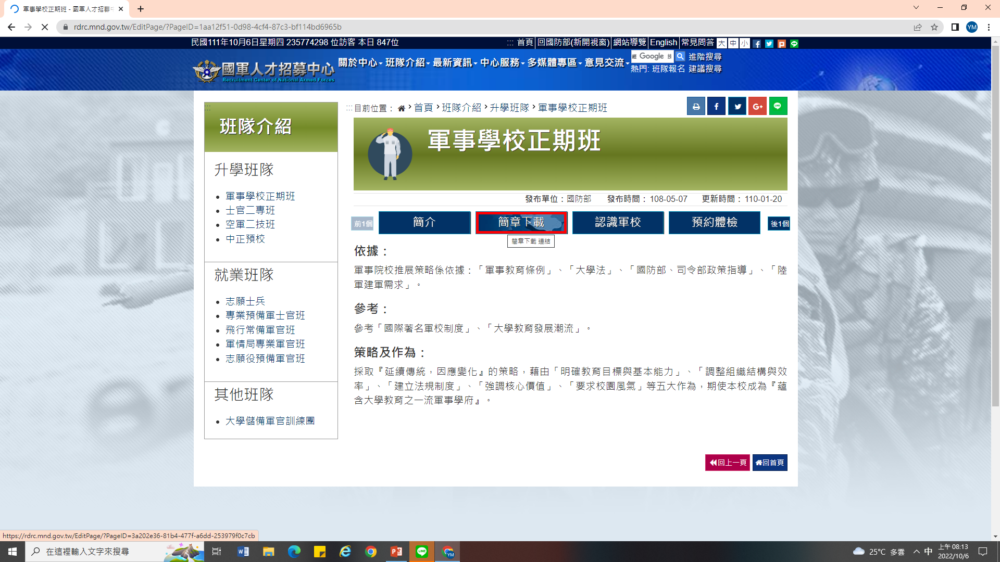 軍事學校正期班 - 國軍人才招募中
rdrc.mnd.gov.tw/EditPage/?PageID=1aa12f51-0d98-4cf4-87c3-bf114bd6965b
YM
民國111年10月6日星期四 235774298 位訪客 本日 847位
::: 首頁 回國防部(新開視窗) 網站導覽 English 常見問答 大 中 小
國軍人才招募中心
Recruitment Center of National Armed Forces
關於中心 班隊介紹 最新資訊 中心服務 多媒體專區 意見交流
Google 進階搜尋
熱門: 班隊報名 建議搜尋
:::
班隊介紹
升學班隊
軍事學校正期班
士官二專班
空軍二技班
中正預校
就業班隊
志願士兵
專業預備軍士官班
飛行常備軍官班
軍情局專業軍官班
志願役預備軍官班
其他班隊
大學儲備軍官訓練團
:::目前位置： 首頁 班隊介紹 升學班隊 軍事學校正期班
G+
軍事學校正期班
發布單位：國防部 發布時間：108-05-07 更新時間：110-01-20
前1個 簡介 簡章下載 認識軍校 預約體檢 後1個
簡章下載 連結
依據：
軍事院校推展策略係依據：「軍事教育條例」、「大學法」、「國防部、司令部政策指導」、「陸
軍建軍需求」。
參考：
參考「國際著名軍校制度」、「大學教育發展潮流」。
策略及作為：
採取『延續傳統，因應變化』的策略，藉由「明確教育目標與基本能力」、「調整組織結構與效
率」、「建立法規制度」、「強調核心價值」、「要求校園風氣」等五大作為，期使本校成為『蘊
含大學教育之一流軍事學府』。
回上一頁 回首頁
https://rdrc.mnd.gov.tw/EditPage/?PageID=3a202e36-81b4-477f-a6dd-253979f0c7cb
在這裡輸入文字來搜尋
LINE
YM
25°C 多雲 中
上午 08:13
2022/10/6